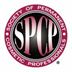 SOCIETY OF PERMANENT
SPCP
COSMETIC PROFESSIONALS